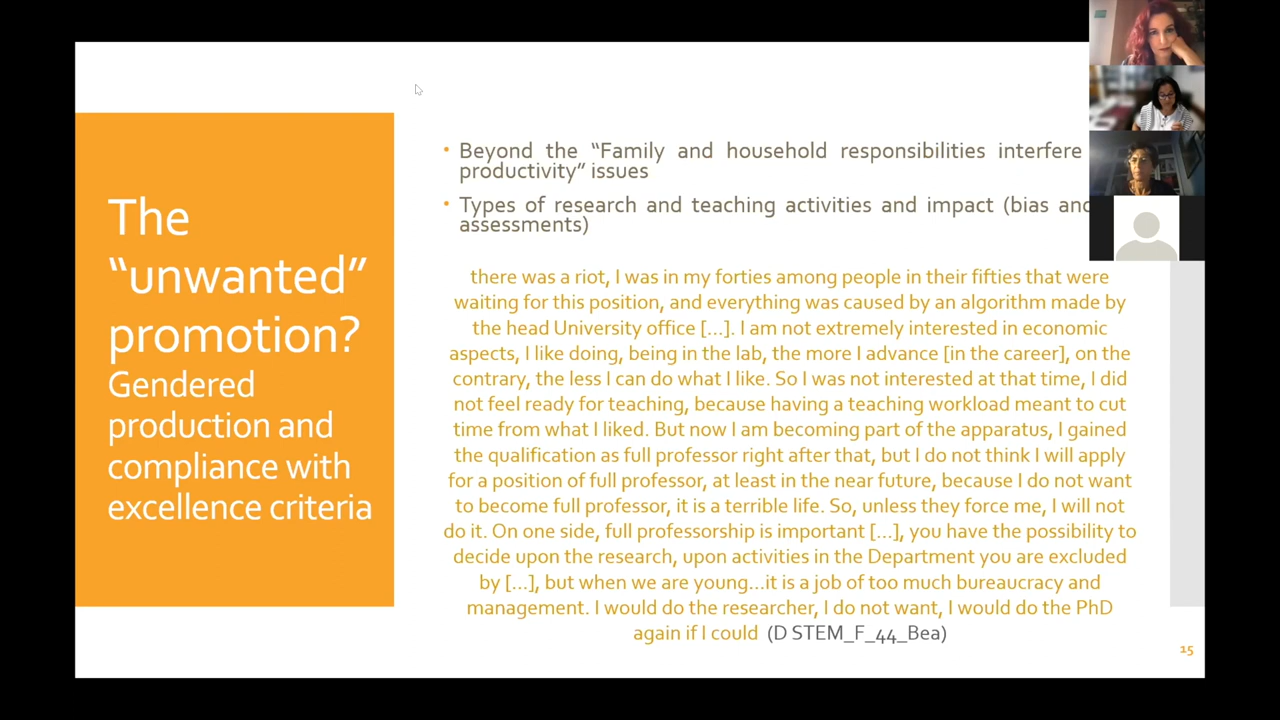 The
“unwanted”
promotion?
Gendered
production and
compliance with
excellence criteria
• Beyond the “Family and household responsibilities interfere
productivity” issues
• Types of research and teaching activities and impact (bias and
assessments)
there was a riot, I was in my forties among people in their fifties that were
waiting for this position, and everything was caused by an algorithm made by
the head University office [...]. I am not extremely interested in economic
aspects, I like doing, being in the lab, the more I advance [in the career], on the
contrary, the less I can do what I like. So I was not interested at that time, I did
not feel ready for teaching, because having a teaching workload meant to cut
time from what I liked. But now I am becoming part of the apparatus, I gained
the qualification as full professor right after that, but I do not think I will apply
for a position of full professor, at least in the near future, because I do not want
to become full professor, it is a terrible life. So, unless they force me, I will not
do it. On one side, full professorship is important [...], you have the possibility to
decide upon the research, upon activities in the Department you are excluded
by [...], but when we are young...it is a job of too much bureaucracy and
management. I would do the researcher, I do not want, I would do the PhD
again if I could (D STEM_F_44_Bea)
15